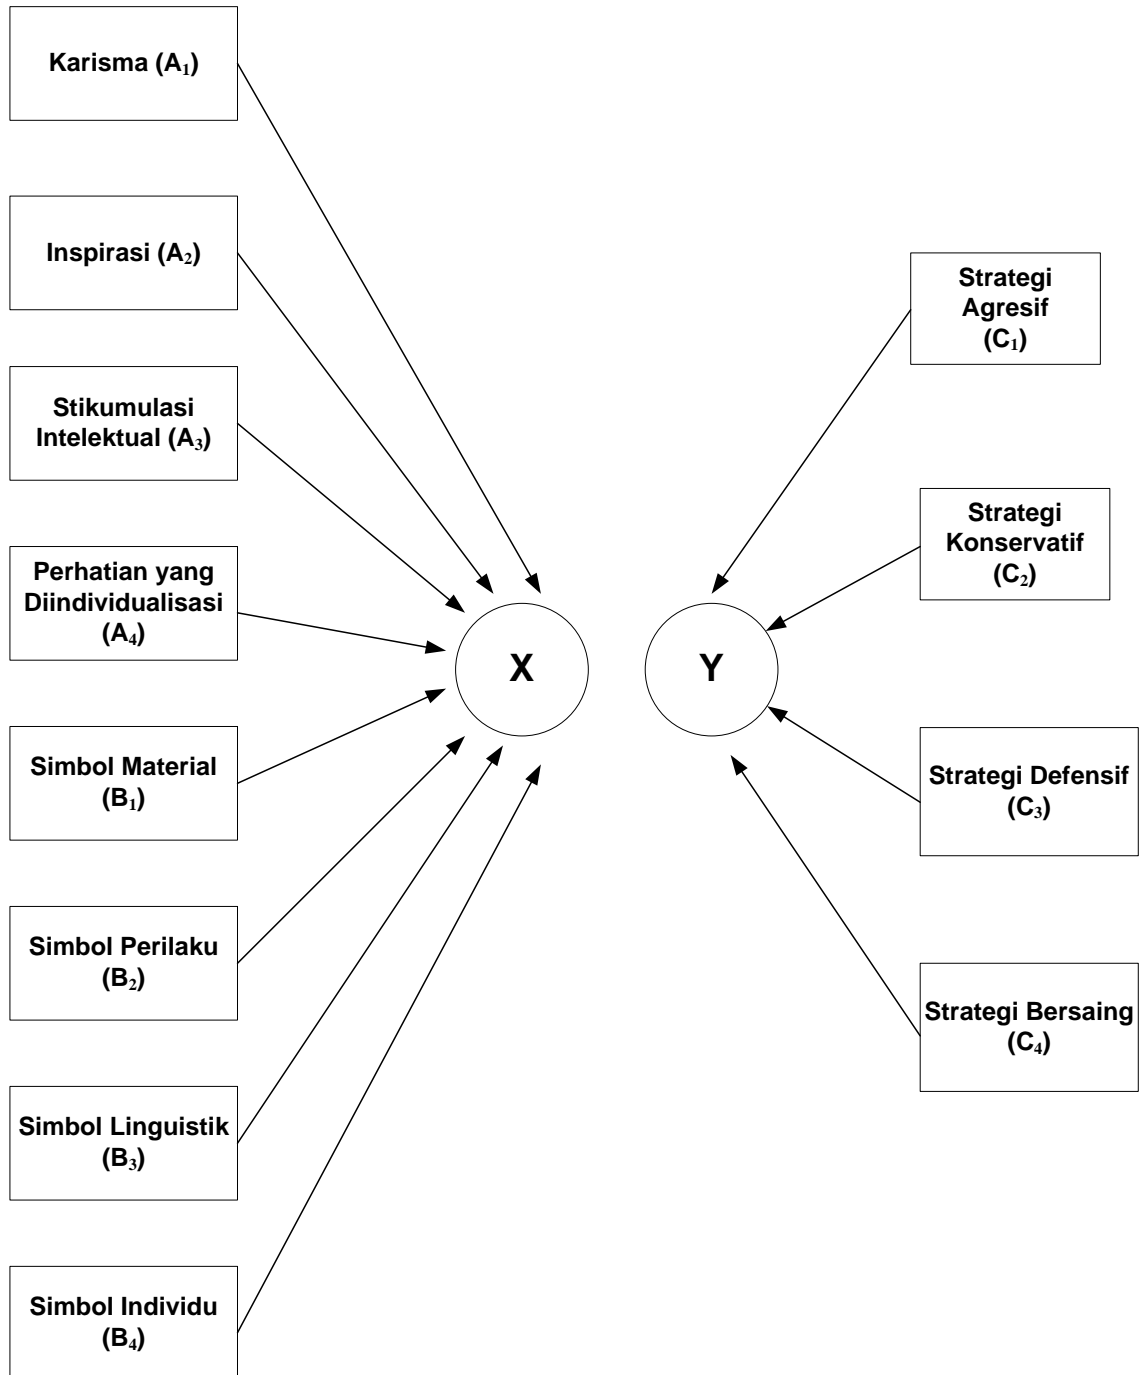 Karisma (A₁)
Inspirasi (A₂)
Stikumulasi
Intelektual (A₃)
Perhatian yang
Diindividualisasi
(A₄)
Simbol Material
(B₁)
Simbol Perilaku
(B₂)
Simbol Linguistik
(B₃)
Simbol Individu
(B₄)
X
Y
Strategi
Agresif
(C₁)
Strategi
Konservatif
(C₂)
Strategi Defensif
(C₃)
Strategi Bersaing
(C₄)